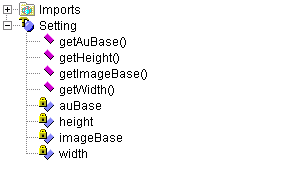 Imports
Setting
getAuBase()
getHeight()
getImageBase()
getWidth()
auBase
height
imageBase
width